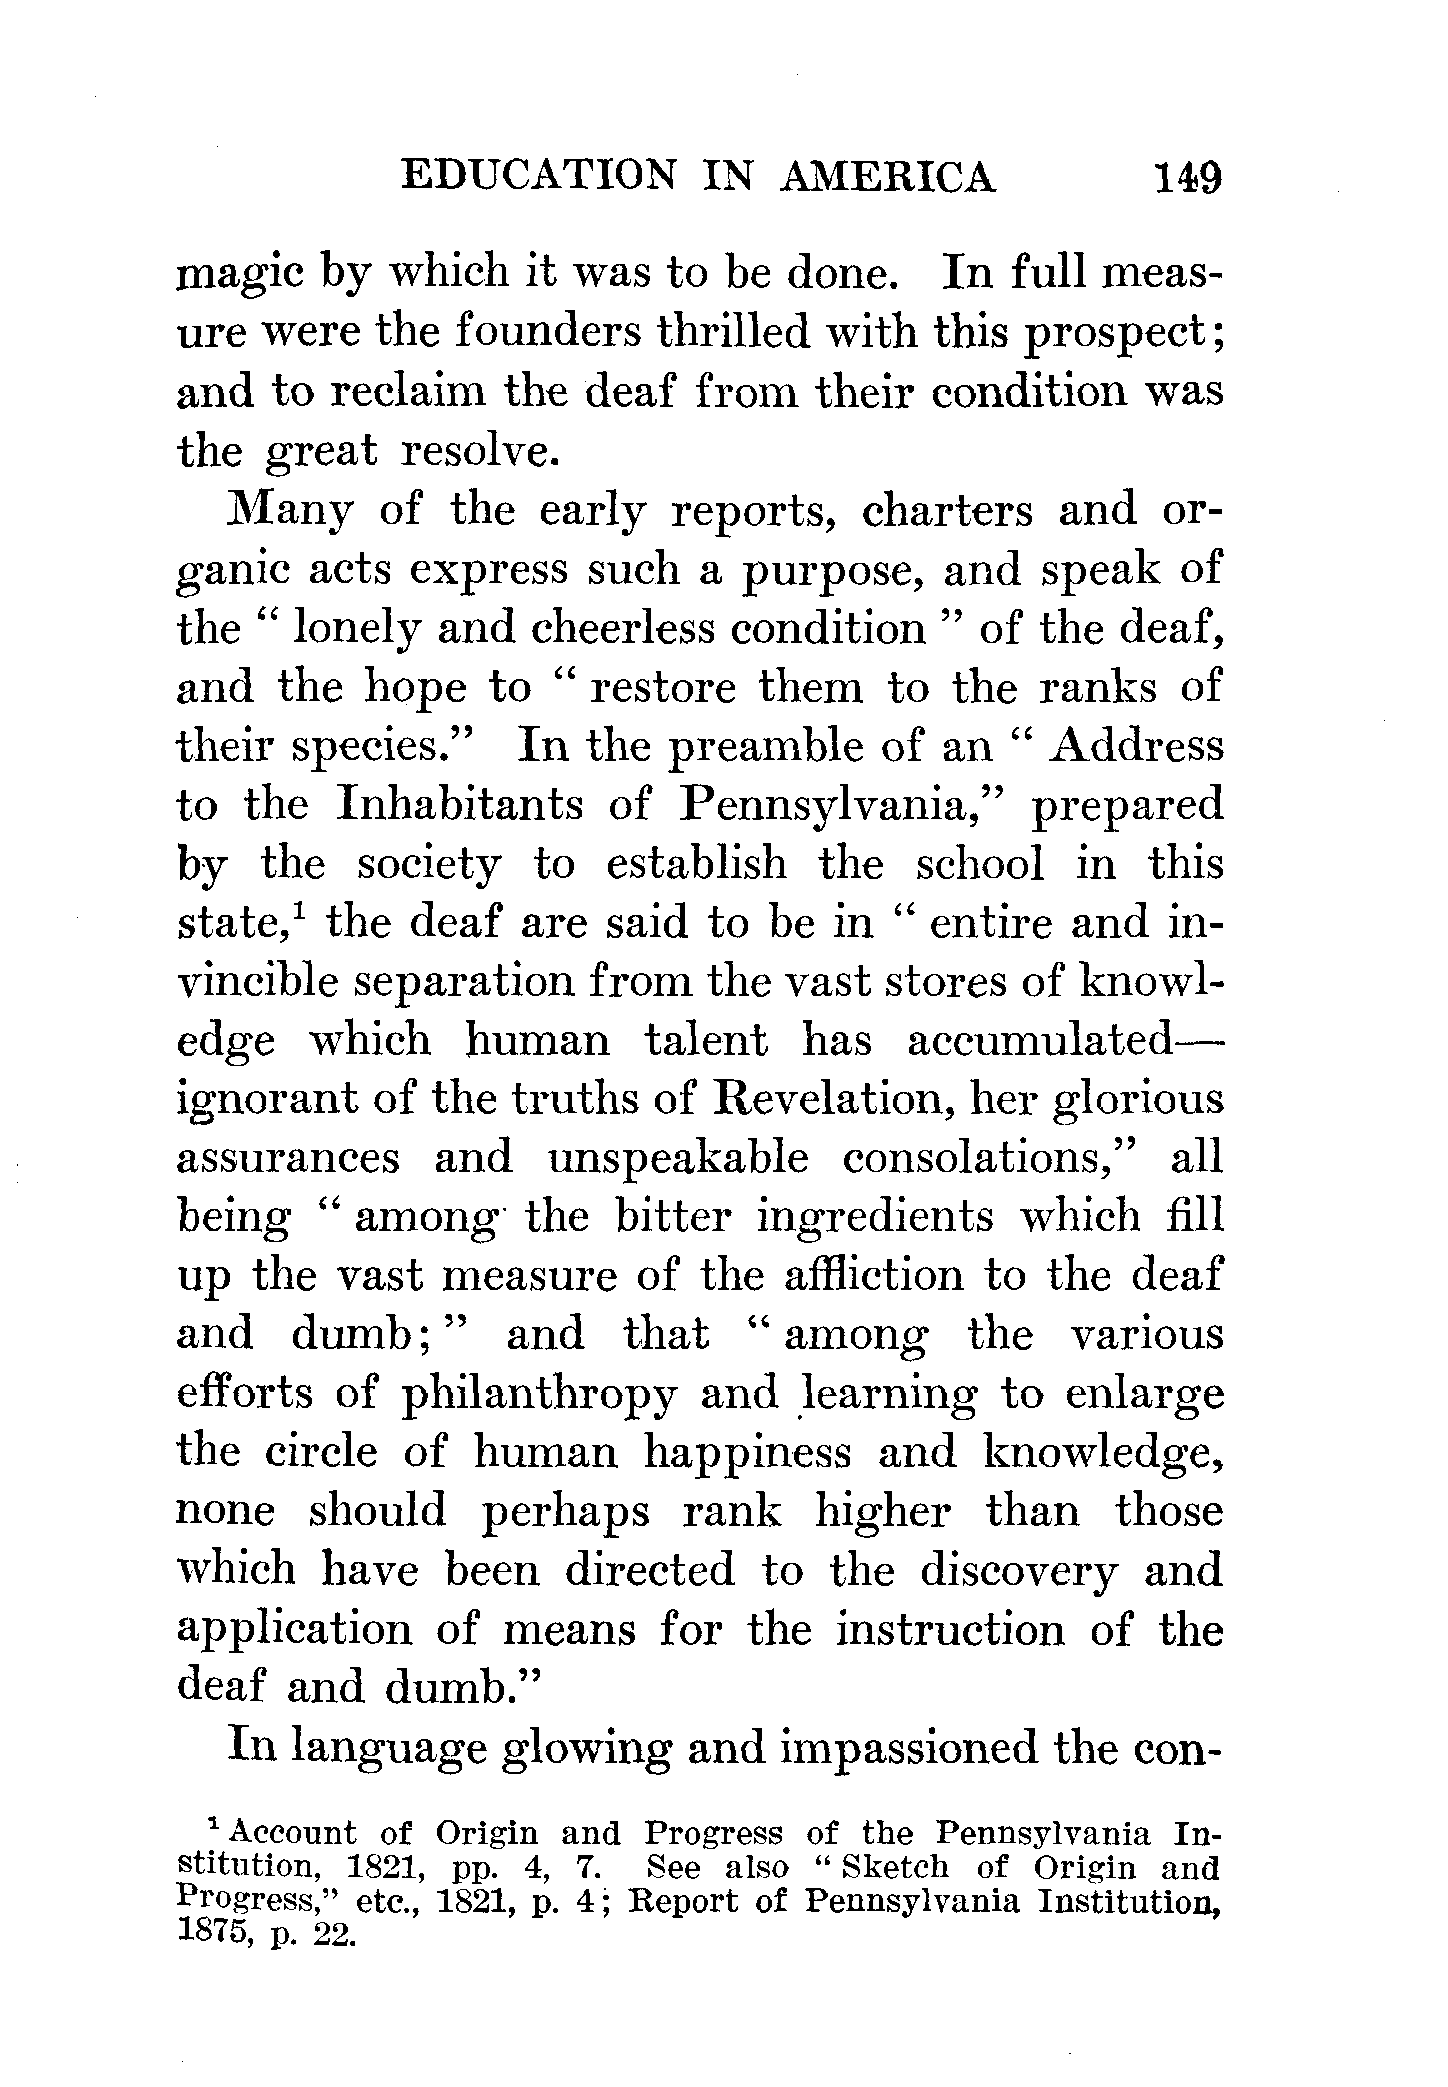 EDUCATION IN AMERICA 149
magic by which it was to be done. In full meas-
ure were the founders thrilled with this prospect;
and to reclaim the deaf from their condition was
the great resolve.
Many of the early reports, charters and or-
ganic acts express such a purpose, and speak of
the “ lonely and cheerless condition ” of the deaf,
and the hope to “ restore them to the ranks of
their species.” In the preamble of an “ Address
to the Inhabitants of Pennsylvania,” prepared
by the society to establish the school in this
state,¹ the deaf are said to be in “ entire and in-
vincible separation from the vast stores of knowl-
edge which human talent has accumulated—
ignorant of the truths of Revelation, her glorious
assurances and unspeakable consolations,” all
being “ among the bitter ingredients which fill
up the vast measure of the affliction to the deaf
and dumb; ” and that “ among the various
efforts of philanthropy and learning to enlarge
the circle of human happiness and knowledge,
none should perhaps rank higher than those
which have been directed to the discovery and
application of means for the instruction of the
deaf and dumb.”
In language glowing and impassioned the con-
¹ Account of Origin and Progress of the Pennsylvania In-
stitution, 1821, pp. 4, 7. See also “ Sketch of Origin and
Progress,” etc., 1821, p. 4; Report of Pennsylvania Institution,
1875, p. 22.